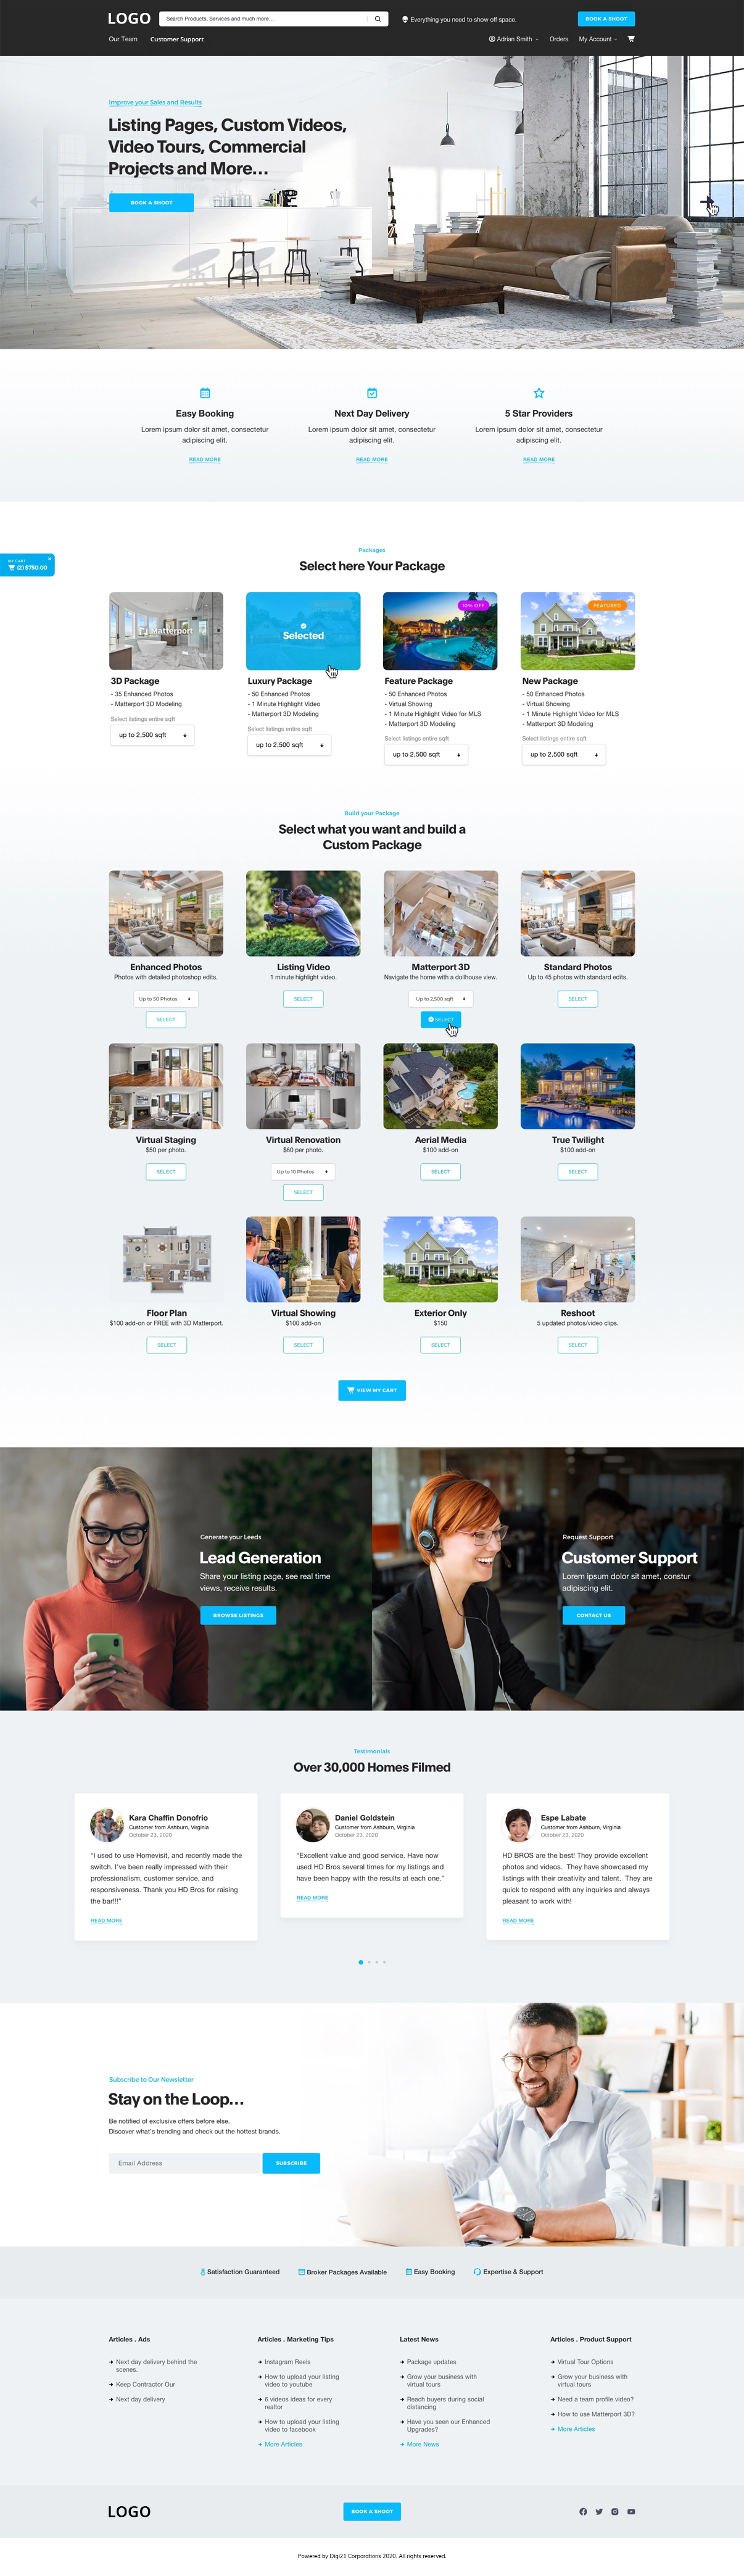 LOGO
Search Products, Services and much more...
Everything you need to show off space.
BOOK A SHOOT
Our Team
Customer Support
Adrian Smith
Orders
My Account
Improve your Sales and Results
Listing Pages, Custom Videos,
Video Tours, Commercial
Projects and More...
BOOK A SHOOT
Easy Booking
Lorem ipsum dolor sit amet, consectetur
adipiscing elit.
READ MORE
Next Day Delivery
Lorem ipsum dolor sit amet, consectetur
adipiscing elit.
READ MORE
5 Star Providers
Lorem ipsum dolor sit amet, consectetur
adipiscing elit.
READ MORE
MY CART
(2) $750.00
Packages
Select here Your Package
Matterport
3D Package
- 35 Enhanced Photos
- Matterport 3D Modeling
Select listings entire sqft
up to 2,500 sqft
Selected
Luxury Package
- 50 Enhanced Photos
- 1 Minute Highlight Video
- Matterport 3D Modeling
Select listings entire sqft
up to 2,500 sqft
10% OFF
Feature Package
- 50 Enhanced Photos
- Virtual Showing
- 1 Minute Highlight Video for MLS
- Matterport 3D Modeling
Select listings entire sqft
up to 2,500 sqft
FEATURED
New Package
- 50 Enhanced Photos
- Virtual Showing
- 1 Minute Highlight Video for MLS
- Matterport 3D Modeling
Select listings entire sqft
up to 2,500 sqft
Build your Package
Select what you want and build a
Custom Package
Enhanced Photos
Photos with detailed photoshop edits.
Up to 50 Photos
SELECT
Listing Video
1 minute highlight video.
SELECT
Matterport 3D
Navigate the home with a dollhouse view.
Up to 2,500 sqft
SELECT
Standard Photos
Up to 45 photos with standard edits.
SELECT
Virtual Staging
$50 per photo.
SELECT
Virtual Renovation
$60 per photo.
Up to 10 Photos
SELECT
Aerial Media
$100 add-on
SELECT
True Twilight
$100 add-on
SELECT
Floor Plan
$100 add-on or FREE with 3D Matterport.
SELECT
Virtual Showing
$100 add-on
SELECT
Exterior Only
$150
SELECT
Reshoot
5 updated photos/video clips.
SELECT
VIEW MY CART
Generate your Leeds
Lead Generation
Share your listing page, see real time
views, receive results.
BROWSE LISTINGS
Request Support
Customer Support
Lorem ipsum dolor sit amet, constur
adipiscing elit.
CONTACT US
Testimonials
Over 30,000 Homes Filmed
Kara Chaffin Donofrio
Customer from Ashburn, Virginia
October 23, 2020
“I used to use Homevisit, and recently made the
switch. I've been really impressed with their
professionalism, customer service, and
responsiveness. Thank you HD Bros for raising
the bar!!!”
READ MORE
Daniel Goldstein
Customer from Ashburn, Virginia
October 23, 2020
“Excellent value and good service. Have now
used HD Bros several times for my listings and
have been happy with the results at each one.”
READ MORE
Espe Labate
Customer from Ashburn, Virginia
October 23, 2020
HD BROS are the best! They provide excellent
photos and videos. They have showcased my
listings with their creativity and talent. They are
quick to respond with any inquiries and always
pleasant to work with!
READ MORE
Subscribe to Our Newsletter
Stay on the Loop...
Be notified of exclusive offers before else.
Discover what's trending and check out the hottest brands.
Email Address
SUBSCRIBE
Satisfaction Guaranteed
Broker Packages Available
Easy Booking
Expertise & Support
Articles . Ads
Next day delivery behind the
scenes.
Keep Contractor Our
Next day delivery
Articles . Marketing Tips
Instagram Reels
How to upload your listing
video to youtube
6 videos ideas for every
realtor
How to upload your listing
video to facebook
More Articles
Latest News
Package updates
Grow your business with
virtual tours
Reach buyers during social
distancing
Have you seen our Enhanced
Upgrades?
More News
Articles . Product Support
Virtual Tour Options
Grow your business with
virtual tours
Need a team profile video?
How to use Matterport 3D?
More Articles
LOGO
BOOK A SHOOT
Powered by Digi21 Corporations 2020. All rights reserved.